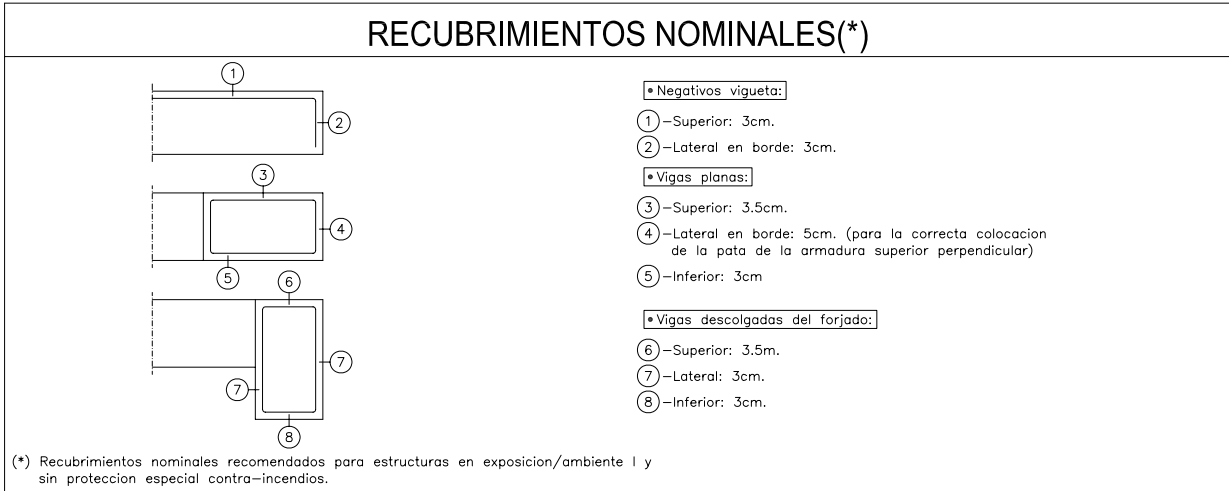 RECUBRIMIENTOS NOMINALES(*)
1
2
3
4
5
6
7
7
8
•Negativos vigueta:
1-Superior: 3cm.
2-Lateral en borde: 3cm.
•Vigas planas:
3-Superior: 3.5cm.
4-Lateral en borde: 5cm. (para la correcta colocacion
de la pata de la armadura superior perpendicular)
5-Inferior: 3cm
•Vigas descolgadas del forjado:
6-Superior: 3.5m.
7-Lateral: 3cm.
8-Inferior: 3cm.
(*) Recubrimientos nominales recomendados para estructuras en exposicion/ambiente I y
sin proteccion especial contra-incendios.